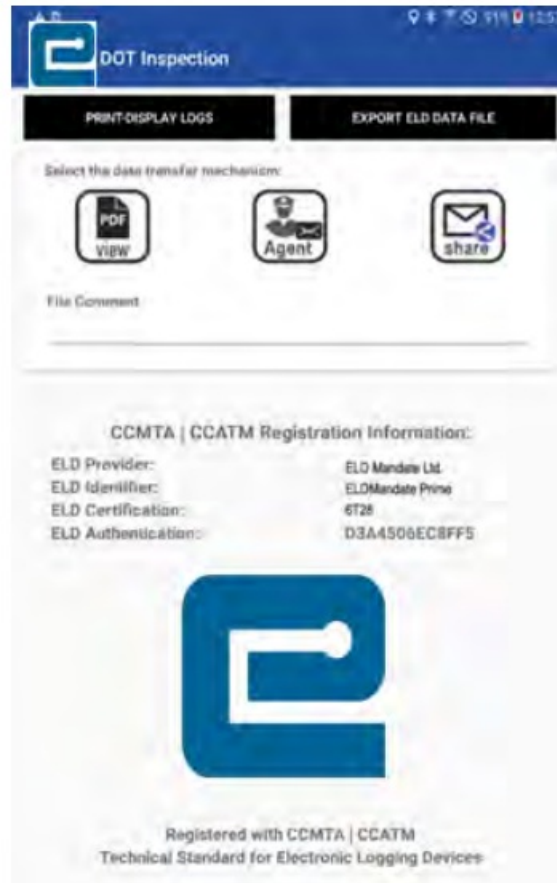 DOT Inspection
PRINT-DISPLAY LOGS
EXPORT ELD DATA FILE
Select the data transfer mechanism:
PDF
VIEW
Agent
share
File Comment
CCMTA | CCATM Registration Information:
ELD Provider: ELD Mandate Ltd.
ELD Identifier: ELDMandate Prime
ELD Certification: 6T28
ELD Authentication: D3A4506EC8FF5
Registered with CCMTA | CCATM
Technical Standard for Electronic Logging Devices